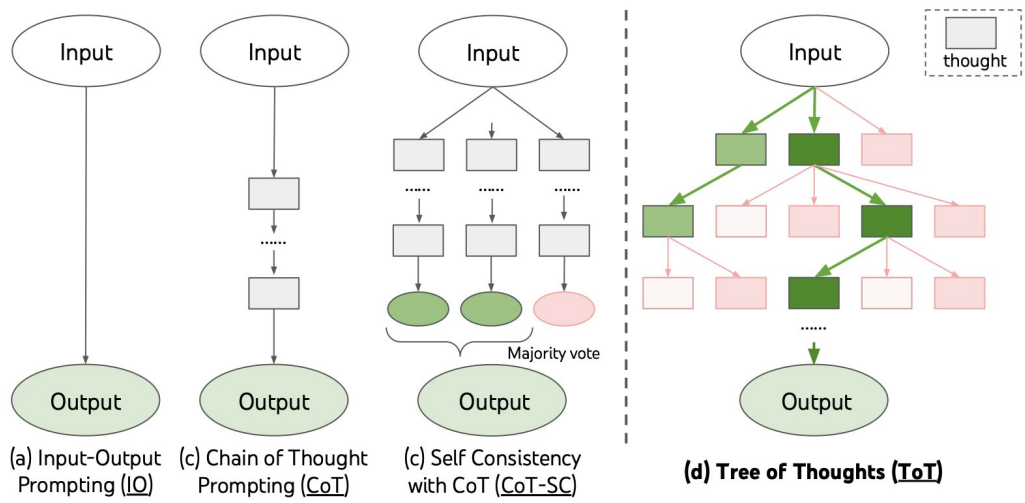 Input
Input
Input
Input
thought
......
......
......
......
......
Majority vote
Output
Output
Output
Output
(a) Input-Output
Prompting (IO)
(c) Chain of Thought
Prompting (CoT)
(c) Self Consistency
with CoT (CoT-SC)
(d) Tree of Thoughts (ToT)